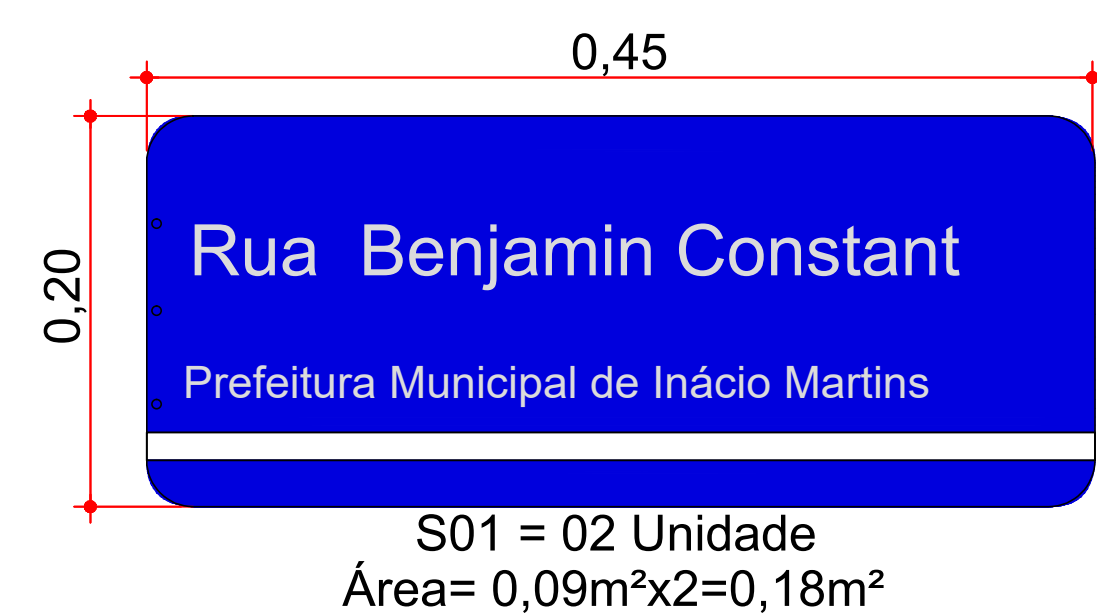 0,45
0,20
Rua Benjamin Constant
Prefeitura Municipal de Inácio Martins
S01 = 02 Unidade
Área= 0,09m²x2=0,18m²